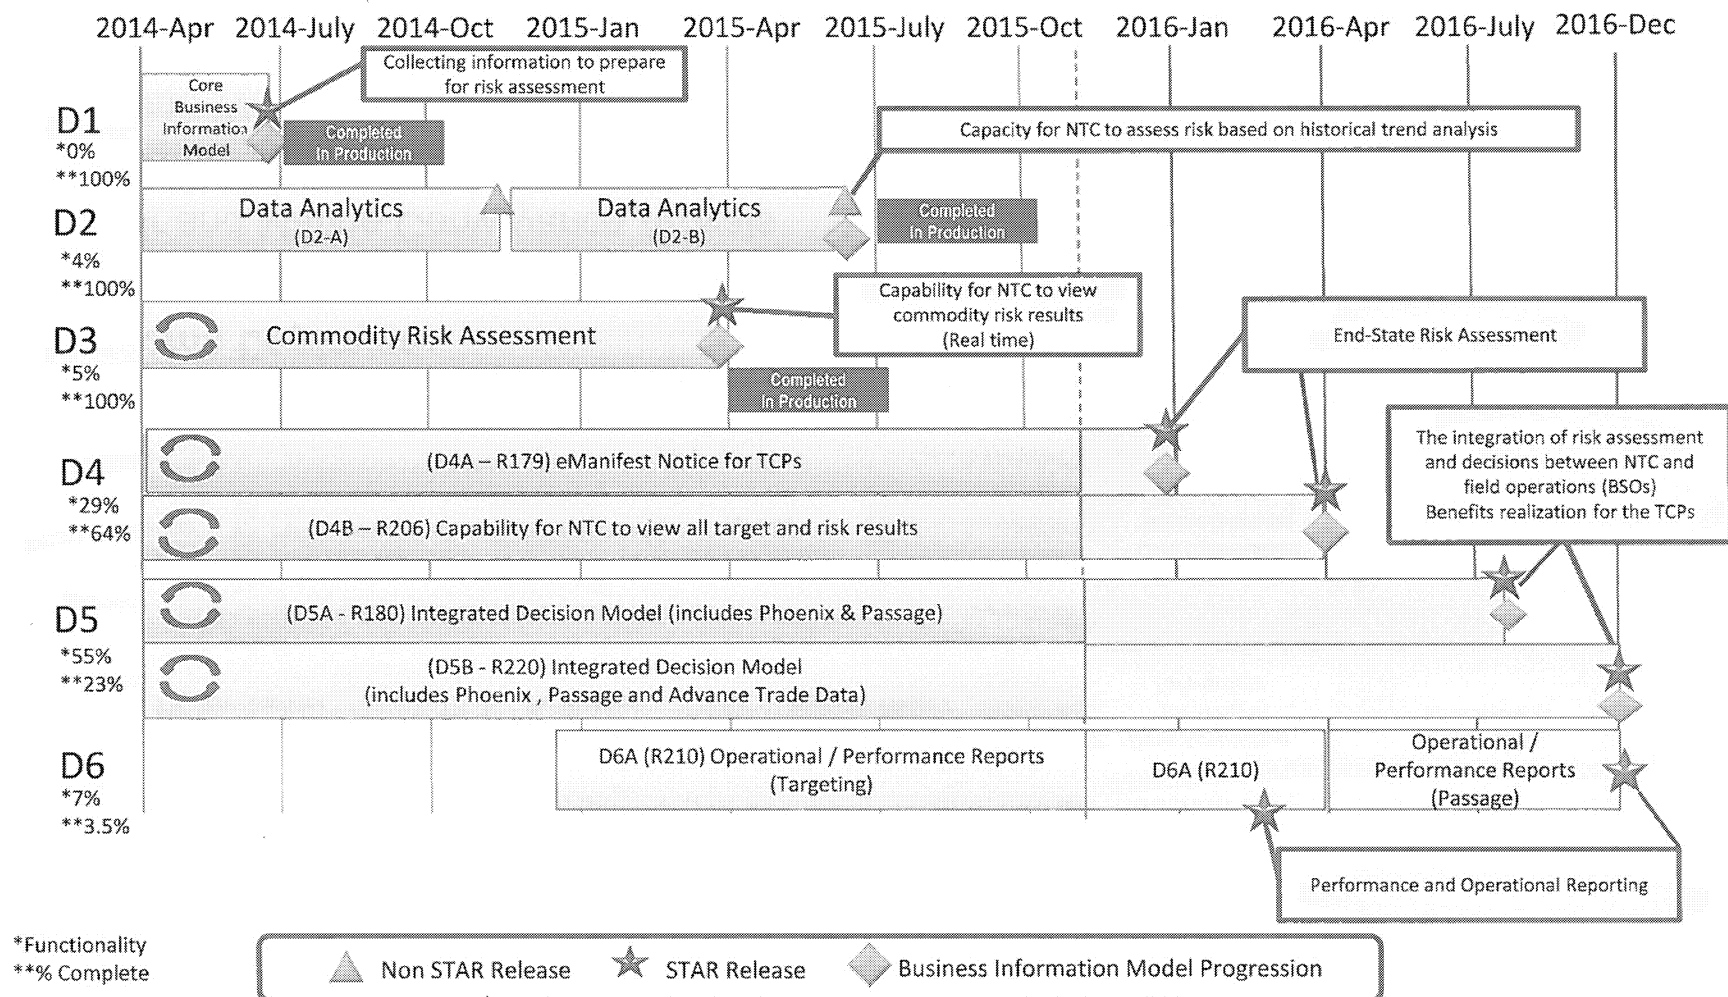 2014-Apr 2014-July 2014-Oct 2015-Jan 2015-Apr 2015-July 2015-Oct 2016-Jan 2016-Apr 2016-July 2016-Dec
Collecting information to prepare
for risk assessment
Core
Business
Information
Model
D1
*0%
**100%
Completed
In Production
Capacity for NTC to assess risk based on historical trend analysis
D2
*4%
**100%
Data Analytics
(D2-A)
Data Analytics
(D2-B)
Completed
In Production
Capability for NTC to view
commodity risk results
(Real time)
D3
*5%
**100%
Commodity Risk Assessment
Completed
In Production
End-State Risk Assessment
D4
*29%
**64%
(D4A – R179) eManifest Notice for TCPs
(D4B – R206) Capability for NTC to view all target and risk results
The integration of risk assessment
and decisions between NTC and
field operations (BSOs)
Benefits realization for the TCPs
D5
*55%
**23%
(D5A - R180) Integrated Decision Model (includes Phoenix & Passage)
(D5B - R220) Integrated Decision Model
(includes Phoenix , Passage and Advance Trade Data)
D6
*7%
**3.5%
D6A (R210) Operational / Performance Reports
(Targeting)
D6A (R210)
Operational /
Performance Reports
(Passage)
Performance and Operational Reporting
*Functionality
**% Complete
Non STAR Release
STAR Release
Business Information Model Progression